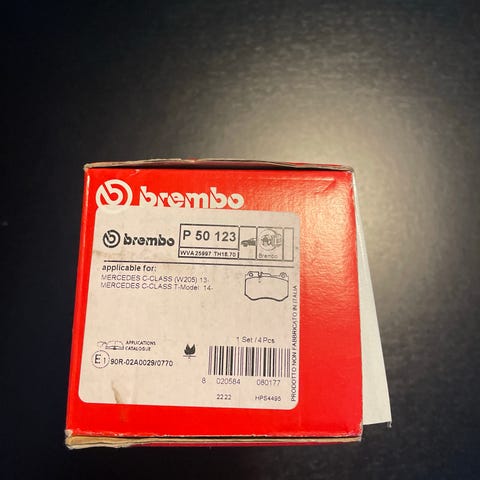 brembo
brembo
P 50 123
WVA 25997 TH18.70
Brembo
applicable for:
MERCEDES C-CLASS (W205) 13-
MERCEDES C-CLASS T-Model 14-
APPLICATIONS
CATALOGUE
1 Set / 4 Pcs
E1 90R-02A0029/0770
8 020584 080177
2222
HPS4495
PRODOTTO NON FABBRICATO IN ITALIA